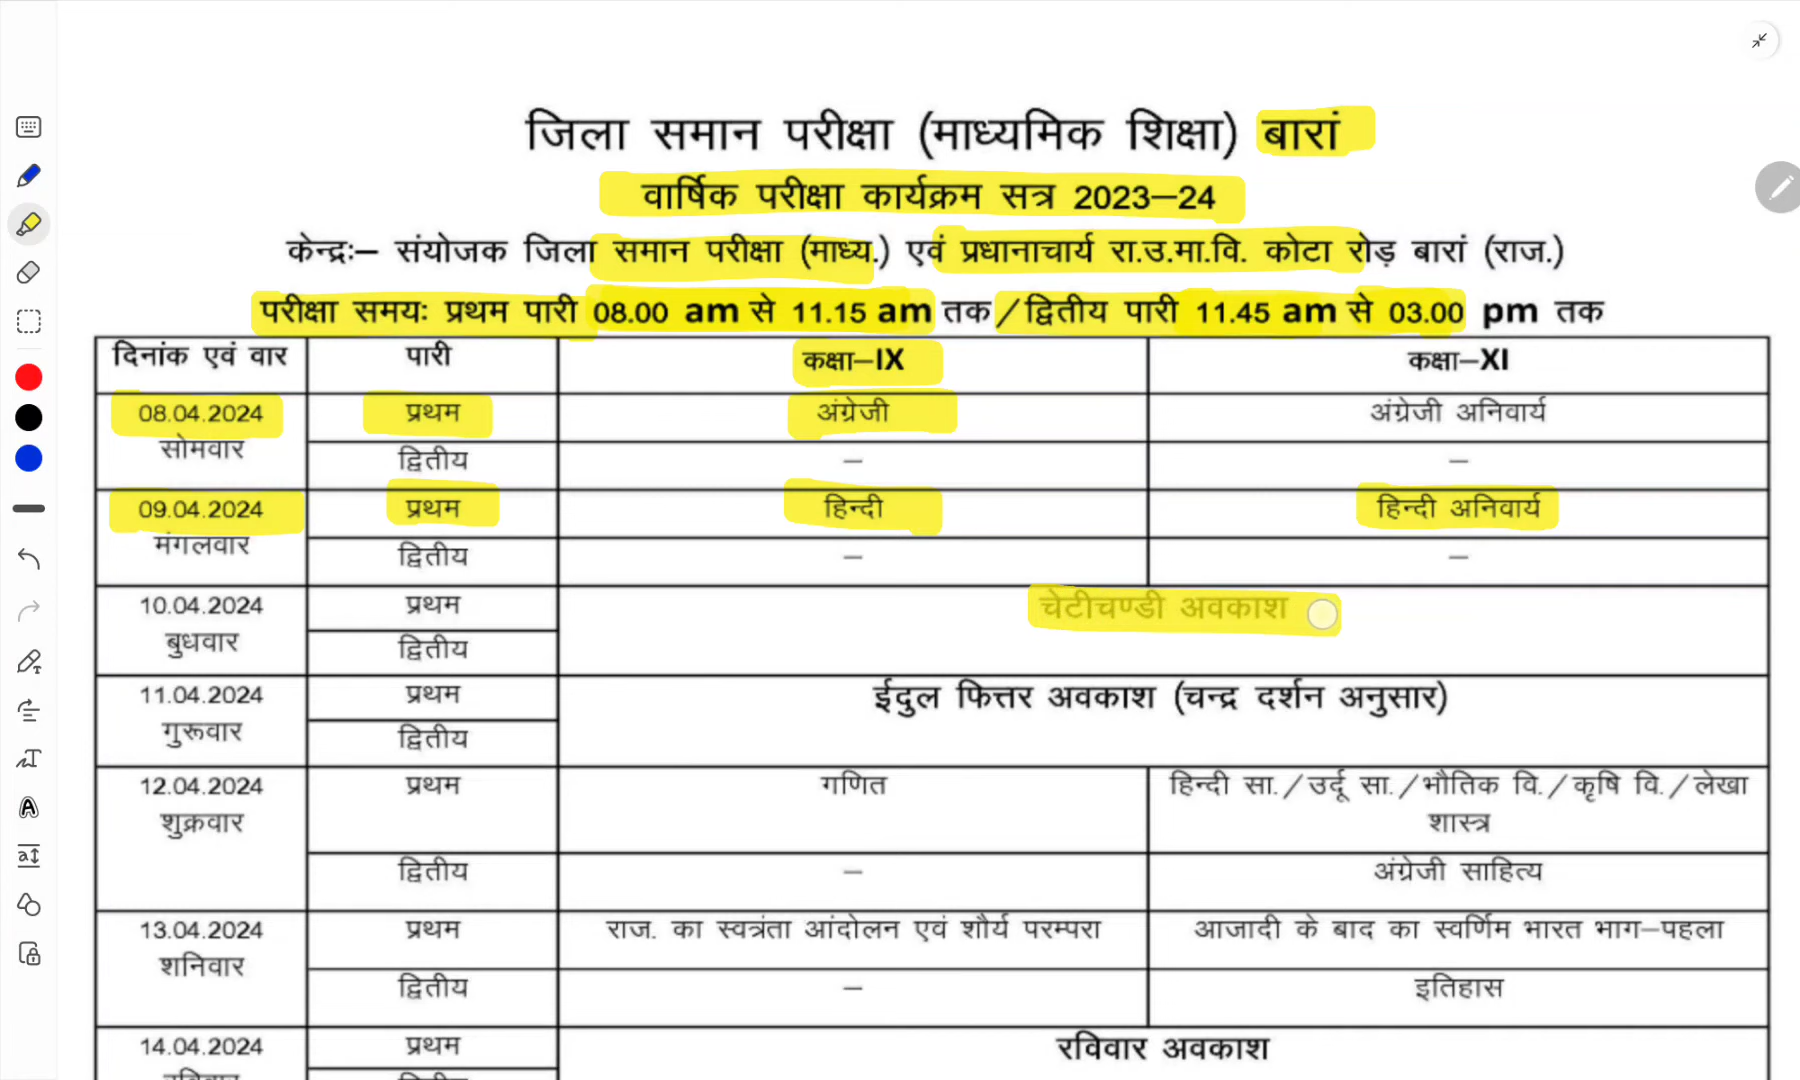 जिला समान परीक्षा (माध्यमिक शिक्षा) बारां
वार्षिक परीक्षा कार्यक्रम सत्र 2023–24
केन्द्रः– संयोजक जिला समान परीक्षा (माध्य.) एवं प्रधानाचार्य रा.उ.मा.वि. कोटा रोड़ बारां (राज.)
परीक्षा समयः प्रथम पारी 08.00 am से 11.15 am तक/द्वितीय पारी 11.45 am से 03.00 pm तक
दिनांक एवं वार पारी कक्षा–IX कक्षा–XI
08.04.2024 प्रथम अंग्रेजी अंग्रेजी अनिवार्य
सोमवार
द्वितीय – –
09.04.2024 प्रथम हिन्दी हिन्दी अनिवार्य
मंगलवार
द्वितीय – –
10.04.2024 प्रथम चेटीचण्डी अवकाश
बुधवार
द्वितीय
11.04.2024 प्रथम ईदुल फित्तर अवकाश (चन्द्र दर्शन अनुसार)
गुरूवार
द्वितीय
12.04.2024 प्रथम गणित हिन्दी सा./उर्दू सा./भौतिक वि./कृषि वि./लेखा
शुक्रवार शास्त्र
द्वितीय – अंग्रेजी साहित्य
13.04.2024 प्रथम राज. का स्वत्रंता आंदोलन एवं शौर्य परम्परा आजादी के बाद का स्वर्णिम भारत भाग–पहला
शनिवार
द्वितीय – इतिहास
14.04.2024 प्रथम रविवार अवकाश